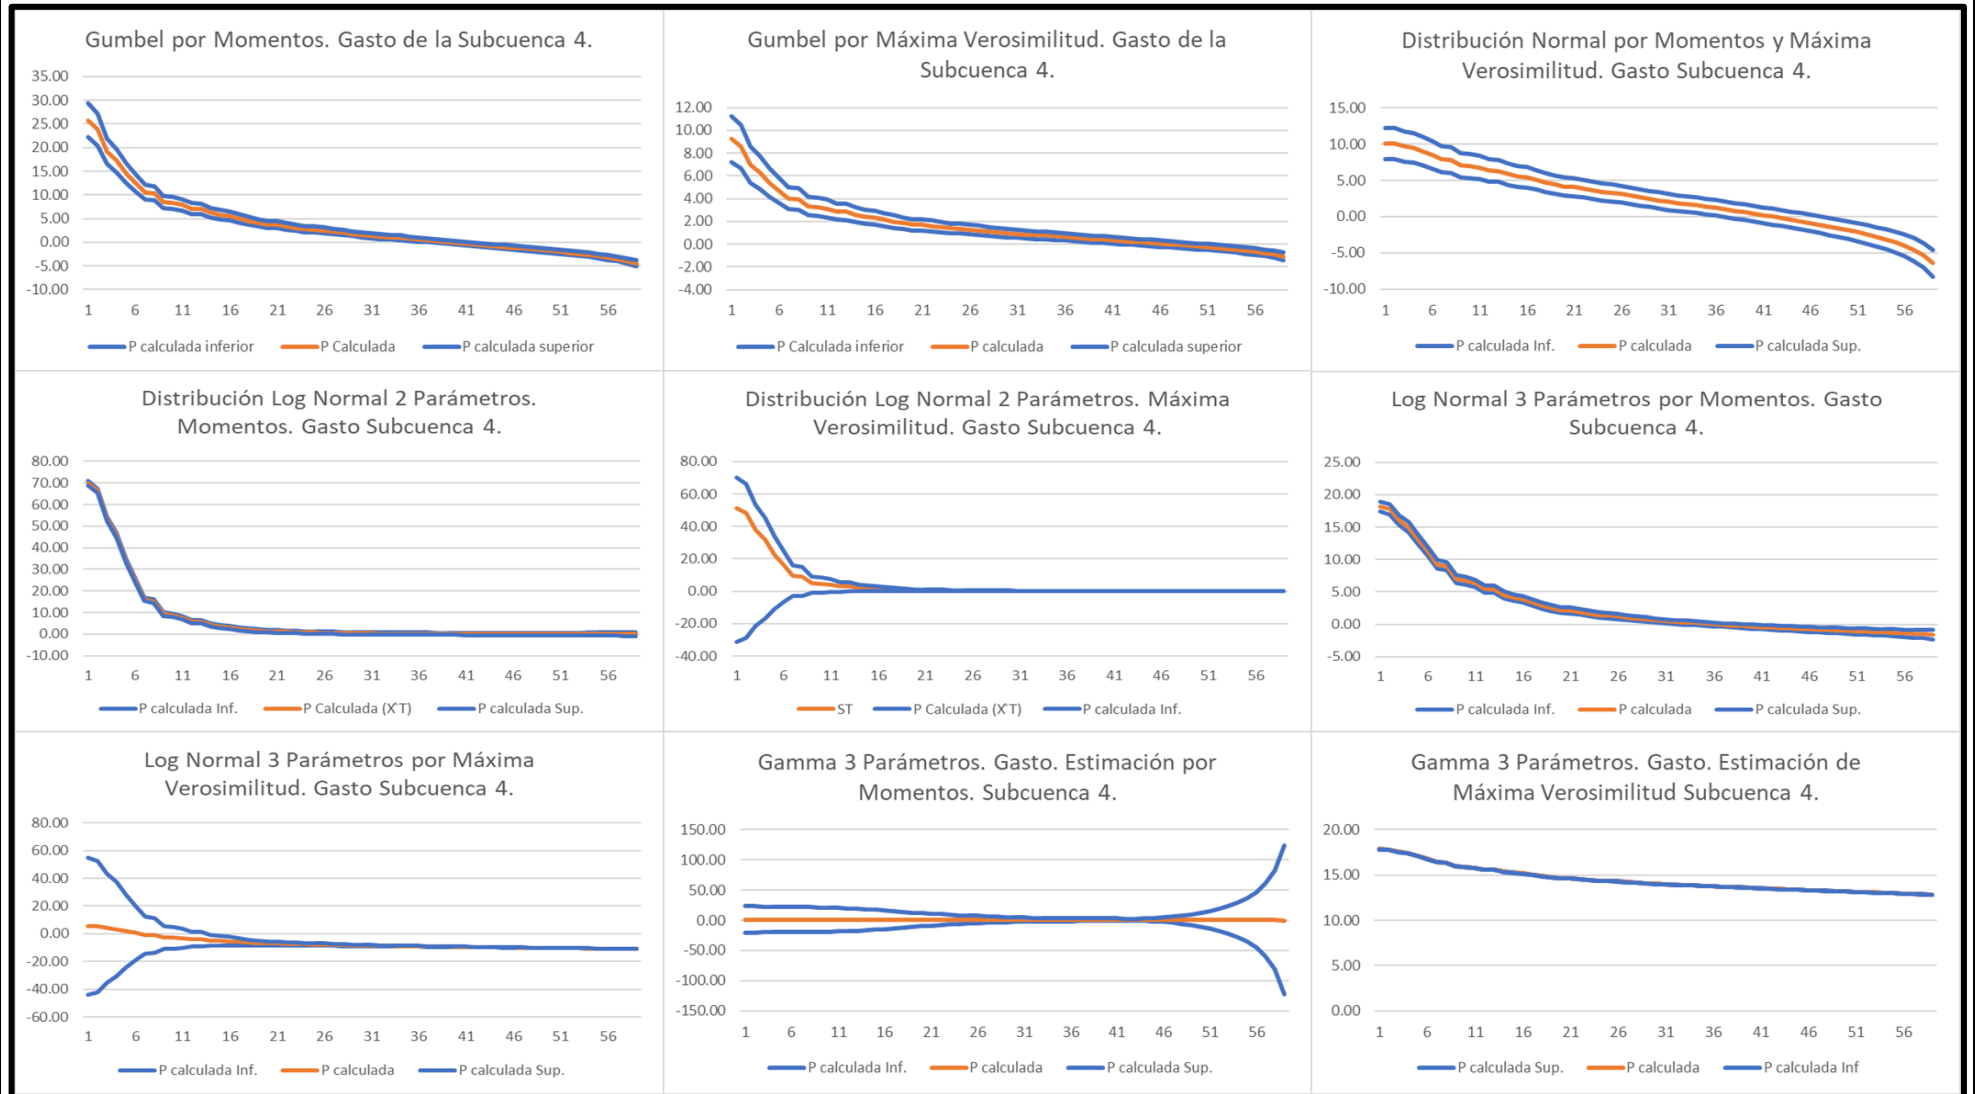 Gumbel por Momentos. Gasto de la Subcuenca 4.
35.00
30.00
25.00
20.00
15.00
10.00
5.00
0.00
-5.00
-10.00
1 6 11 16 21 26 31 36 41 46 51 56
P calculada inferior P Calculada P calculada superior
Gumbel por Máxima Verosimilitud. Gasto de la
Subcuenca 4.
12.00
10.00
8.00
6.00
4.00
2.00
0.00
-2.00
-4.00
1 6 11 16 21 26 31 36 41 46 51 56
P Calculada inferior P calculada P calculada superior
Distribución Normal por Momentos y Máxima
Verosimilitud. Gasto Subcuenca 4.
15.00
10.00
5.00
0.00
-5.00
-10.00
1 6 11 16 21 26 31 36 41 46 51 56
P calculada Inf. P calculada P calculada Sup.
Distribución Log Normal 2 Parámetros.
Momentos. Gasto Subcuenca 4.
80.00
70.00
60.00
50.00
40.00
30.00
20.00
10.00
0.00
-10.00
1 6 11 16 21 26 31 36 41 46 51 56
P calculada Inf. P Calculada (X'T) P calculada Sup.
Distribución Log Normal 2 Parámetros. Máxima
Verosimilitud. Gasto Subcuenca 4.
80.00
60.00
40.00
20.00
0.00
-20.00
-40.00
1 6 11 16 21 26 31 36 41 46 51 56
ST P Calculada (X'T) P calculada Inf.
Log Normal 3 Parámetros por Momentos. Gasto
Subcuenca 4.
25.00
20.00
15.00
10.00
5.00
0.00
-5.00
1 6 11 16 21 26 31 36 41 46 51 56
P calculada Inf. P calculada P calculada Sup.
Log Normal 3 Parámetros por Máxima
Verosimilitud. Gasto Subcuenca 4.
80.00
60.00
40.00
20.00
0.00
-20.00
-40.00
-60.00
1 6 11 16 21 26 31 36 41 46 51 56
P calculada Inf. P calculada P calculada Sup.
Gamma 3 Parámetros. Gasto. Estimación por
Momentos. Subcuenca 4.
150.00
100.00
50.00
0.00
-50.00
-100.00
-150.00
1 6 11 16 21 26 31 36 41 46 51 56
P calculada Inf. P calculada P calculada Sup.
Gamma 3 Parámetros. Gasto. Estimación de
Máxima Verosimilitud Subcuenca 4.
20.00
15.00
10.00
5.00
0.00
1 6 11 16 21 26 31 36 41 46 51 56
P calculada Sup. P calculada P calculada Inf